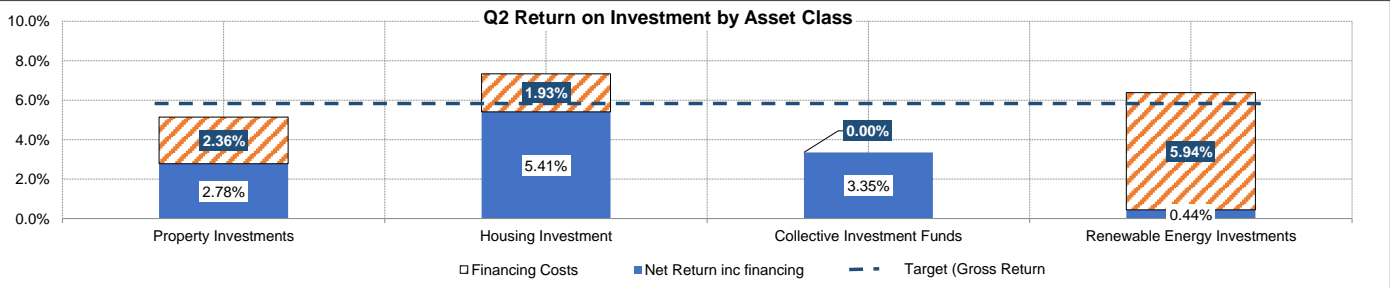 Q2 Return on Investment by Asset Class
10.0%
8.0%
6.0%
4.0%
2.0%
0.0%
2.36%
2.78%
1.93%
5.41%
0.00%
3.35%
5.94%
0.44%
Property Investments
Housing Investment
Collective Investment Funds
Renewable Energy Investments
Financing Costs
Net Return inc financing
Target (Gross Return